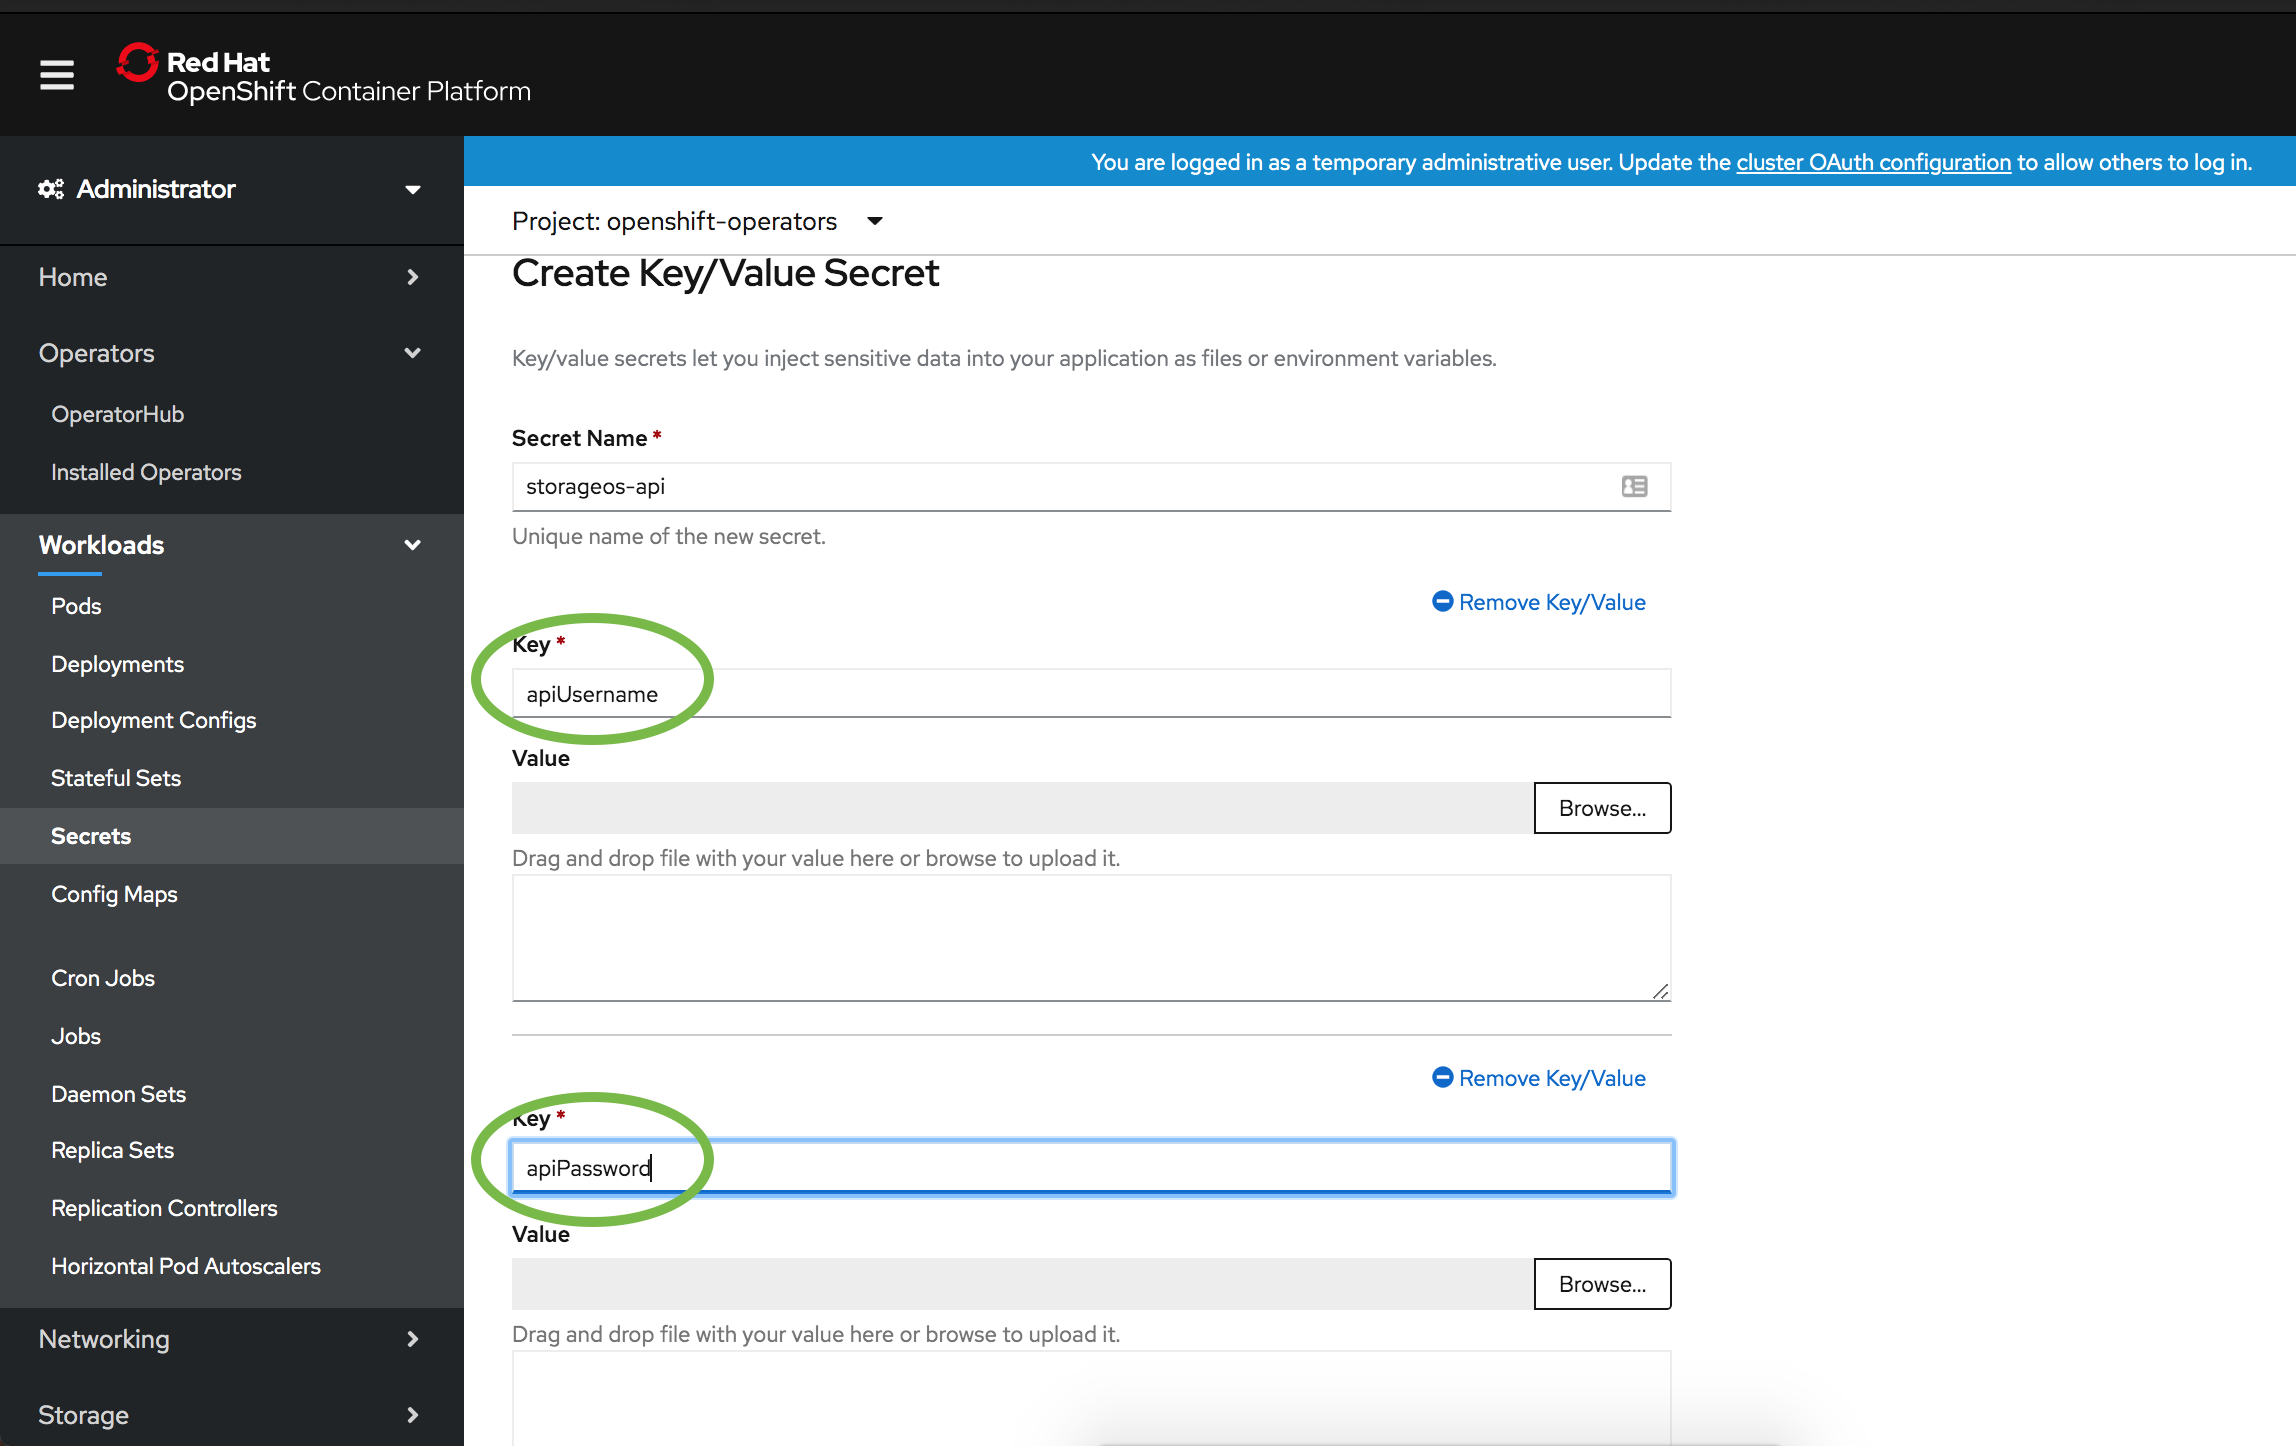 Red Hat
OpenShift Container Platform
Administrator
You are logged in as a temporary administrative user. Update the cluster OAuth configuration to allow others to log in.
Project: openshift-operators
Home
Operators
OperatorHub
Installed Operators
Workloads
Pods
Deployments
Deployment Configs
Stateful Sets
Secrets
Config Maps
Cron Jobs
Jobs
Daemon Sets
Replica Sets
Replication Controllers
Horizontal Pod Autoscalers
Networking
Storage
Create Key/Value Secret
Key/value secrets let you inject sensitive data into your application as files or environment variables.
Secret Name *
storageos-api
Unique name of the new secret.
Remove Key/Value
Key *
apiUsername
Value
Browse...
Drag and drop file with your value here or browse to upload it.
Remove Key/Value
Key *
apiPassword
Value
Browse...
Drag and drop file with your value here or browse to upload it.